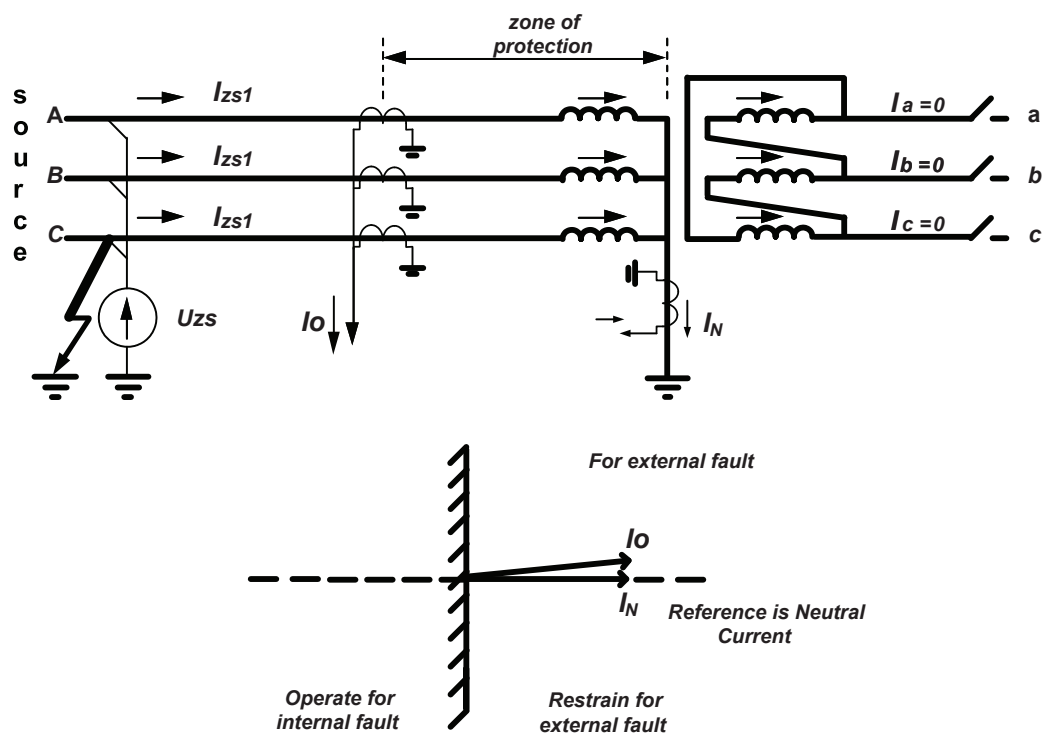 zone of
protection
source
A
Izs1
Ia=0
a
B
Izs1
Ib=0
b
C
Izs1
Ic=0
c
Uzs
Io
IN
For external fault
Io
IN
Reference is Neutral
Current
Operate for
internal fault
Restrain for
external fault